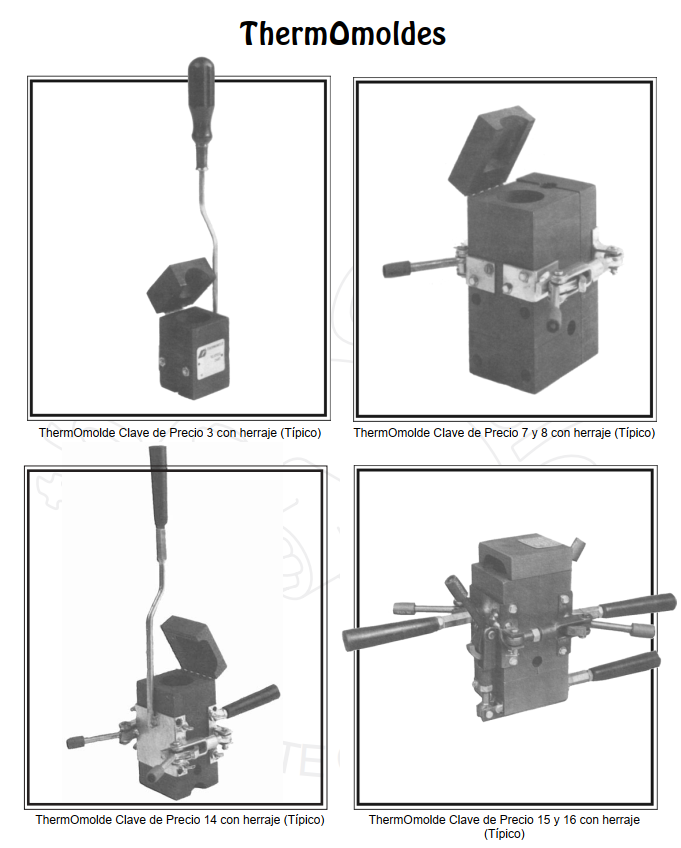 ThermOmoldes
ThermOmolde Clave de Precio 3 con herraje (Típico)
ThermOmolde Clave de Precio 7 y 8 con herraje (Típico)
ThermOmolde Clave de Precio 14 con herraje (Típico)
ThermOmolde Clave de Precio 15 y 16 con herraje
(Típico)